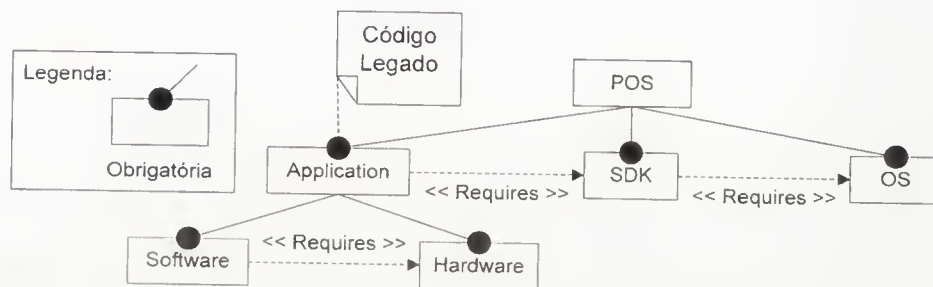 Código
Legado
Legenda:
POS
Obrigatória
Application
<< Requires >>
SDK
<< Requires >>
OS
Software
<< Requires >>
Hardware